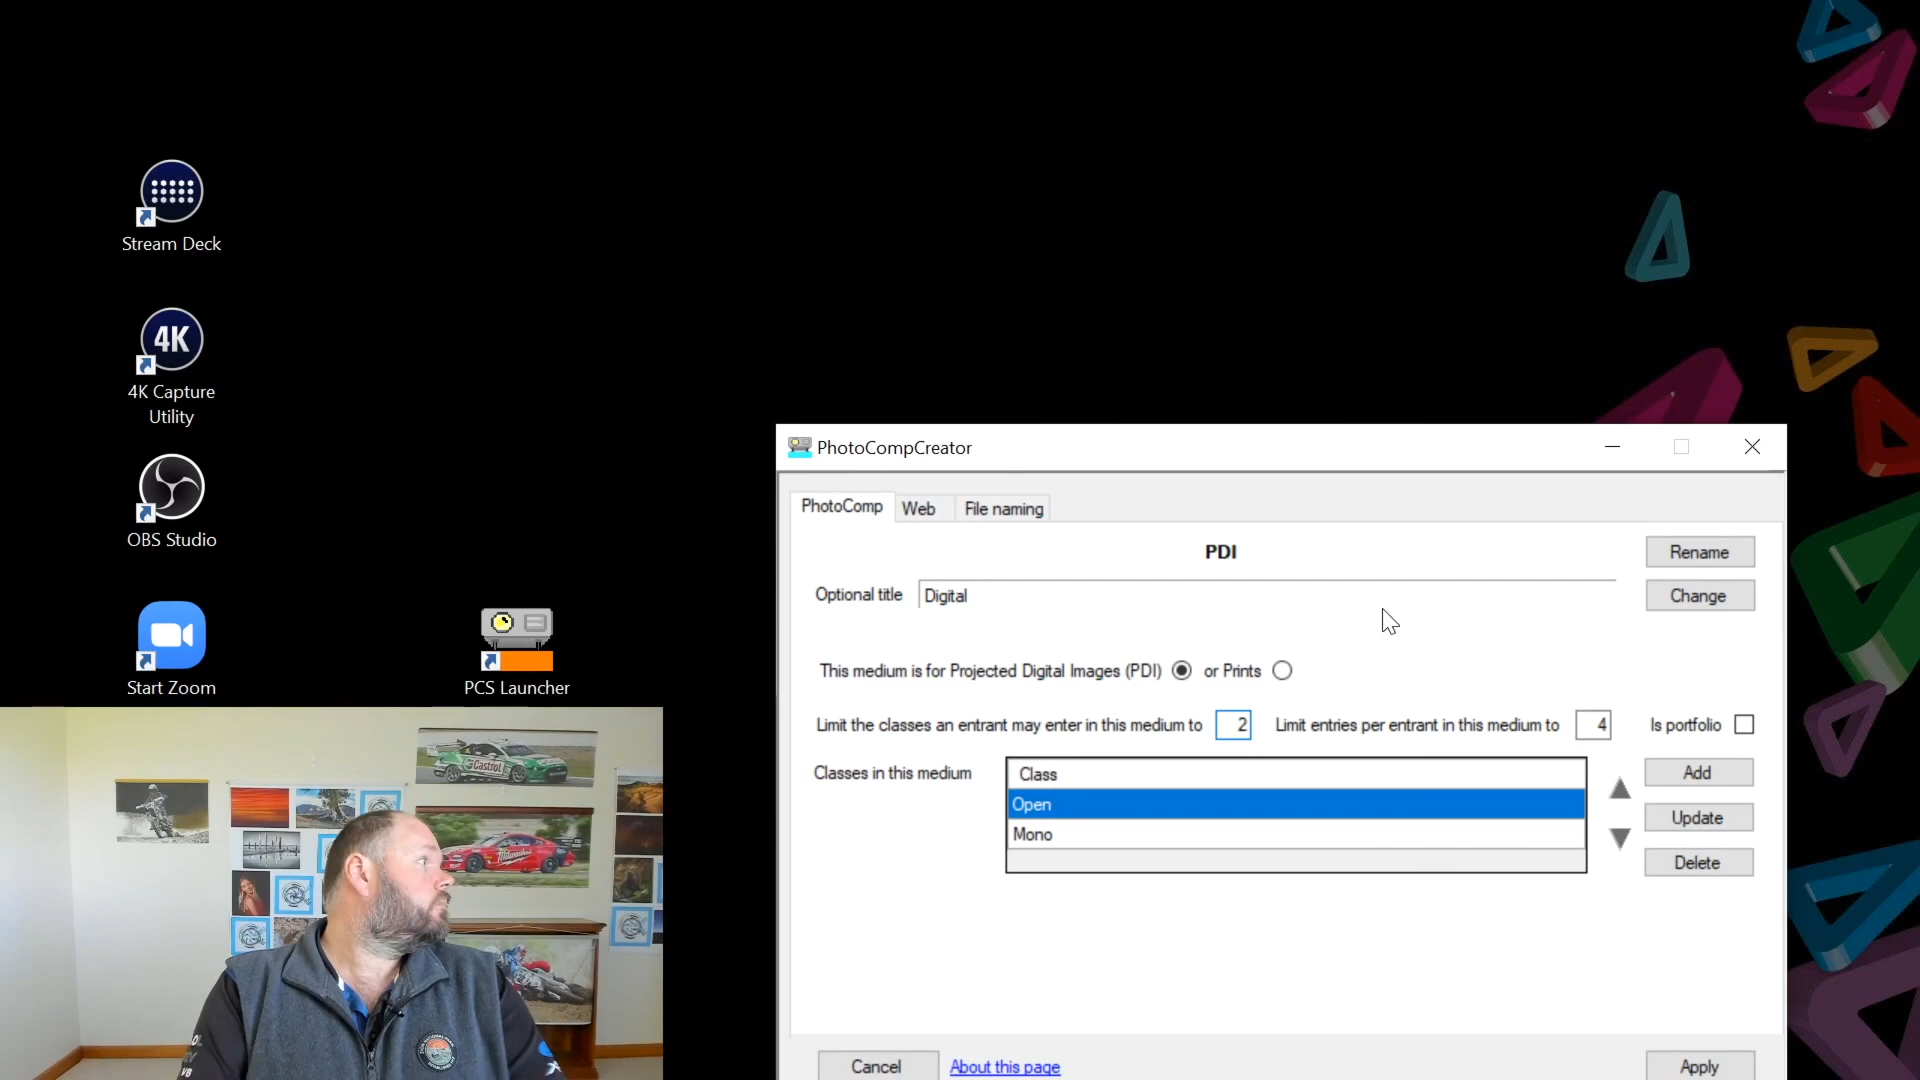 Stream Deck
4K
4K Capture
Utility
OBS Studio
Start Zoom
PCS Launcher
PhotoCompCreator
PhotoComp
Web
File naming
PDI
Rename
Optional title
Digital
Change
This medium is for Projected Digital Images (PDI)
or Prints
Limit the classes an entrant may enter in this medium to
2
Limit entries per entrant in this medium to
4
Is portfolio
Classes in this medium
Class
Open
Mono
Add
Update
Delete
Cancel
About this page
Apply
Castrol
Milwaukee